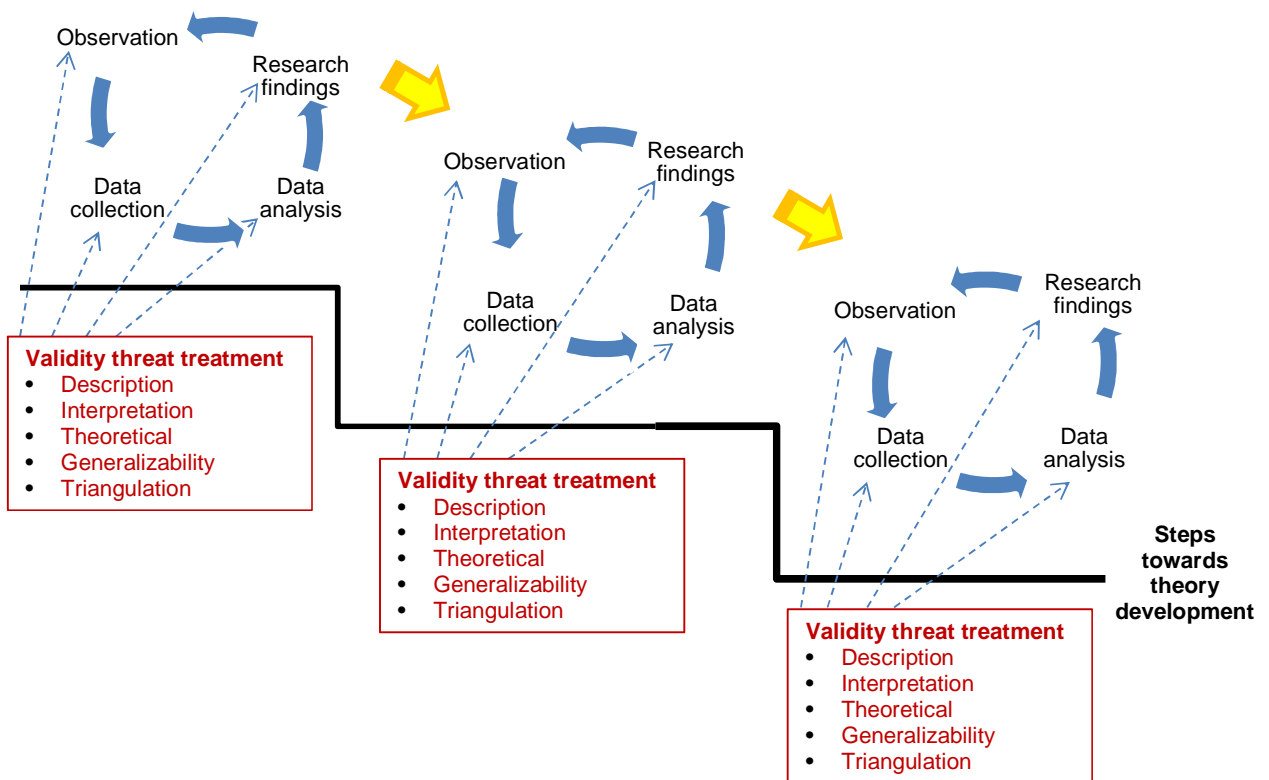 Observation
Research
findings
Data
collection
Data
analysis
Validity threat treatment
• Description
• Interpretation
• Theoretical
• Generalizability
• Triangulation
Observation
Research
findings
Data
collection
Data
analysis
Validity threat treatment
• Description
• Interpretation
• Theoretical
• Generalizability
• Triangulation
Observation
Research
findings
Data
collection
Data
analysis
Validity threat treatment
• Description
• Interpretation
• Theoretical
• Generalizability
• Triangulation
Steps
towards
theory
development